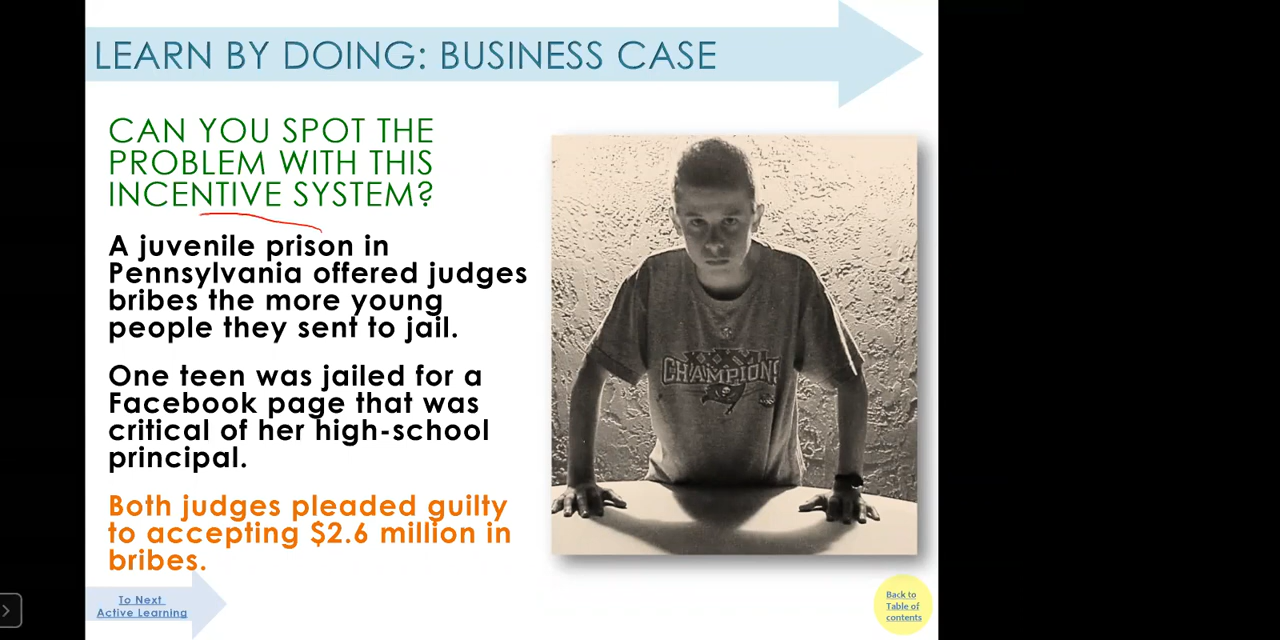 LEARN BY DOING: BUSINESS CASE
CAN YOU SPOT THE
PROBLEM WITH THIS
INCENTIVE SYSTEM?
A juvenile prison in
Pennsylvania offered judges
bribes the more young
people they sent to jail.
One teen was jailed for a
Facebook page that was
critical of her high-school
principal.
Both judges pleaded guilty
to accepting $2.6 million in
bribes.
XXXVII
CHAMPIONS
To Next
Active Learning
Back to
Table of
contents